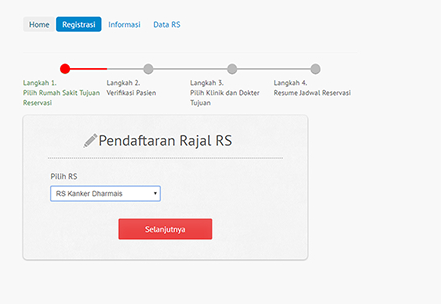 Home Registrasi Informasi Data RS
Langkah 1.
Pilih Rumah Sakit Tujuan
Reservasi
Langkah 2.
Verifikasi Pasien
Langkah 3.
Pilih Klinik dan Dokter
Tujuan
Langkah 4.
Resume Jadwal Reservasi
Pendaftaran Rajal RS
Pilih RS
RS Kanker Dharmais
Selanjutnya